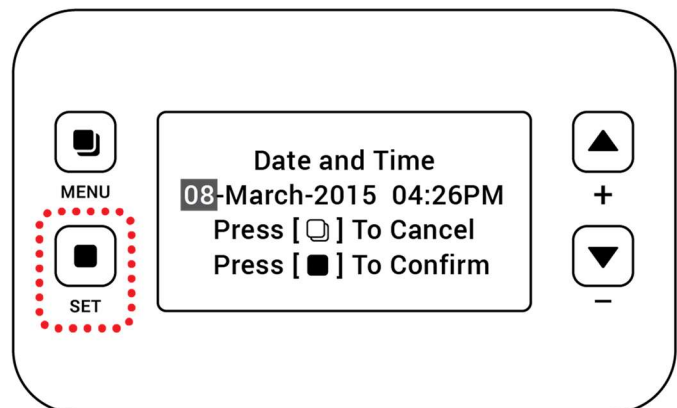 Date and Time
08-March-2015 04:26PM
Press [ ] To Cancel
Press [ ] To Confirm
MENU
SET
+
−